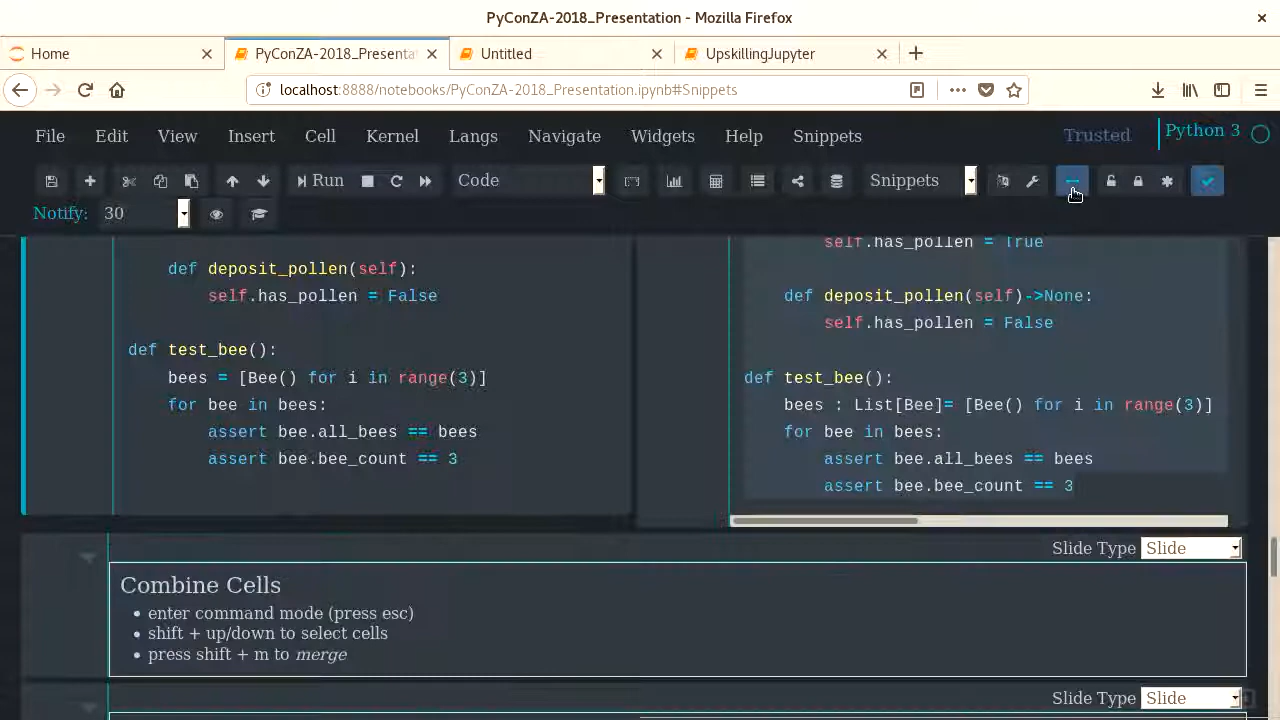 PyConZA-2018_Presentation - Mozilla Firefox
Home
PyConZA-2018_Presenta
Untitled
UpskillingJupyter
localhost:8888/notebooks/PyConZA-2018_Presentation.ipynb#Snippets
File Edit View Insert Cell Kernel Langs Navigate Widgets Help Snippets
Trusted
Python 3
Run
Code
Snippets
Notify: 30
def deposit_pollen(self):
self.has_pollen = False
def test_bee():
bees = [Bee() for i in range(3)]
for bee in bees:
assert bee.all_bees == bees
assert bee.bee_count == 3
self.has_pollen = True
def deposit_pollen(self)->None:
self.has_pollen = False
def test_bee():
bees : List[Bee]= [Bee() for i in range(3)]
for bee in bees:
assert bee.all_bees == bees
assert bee.bee_count == 3
Slide Type Slide
Combine Cells
• enter command mode (press esc)
• shift + up/down to select cells
• press shift + m to merge
Slide Type Slide